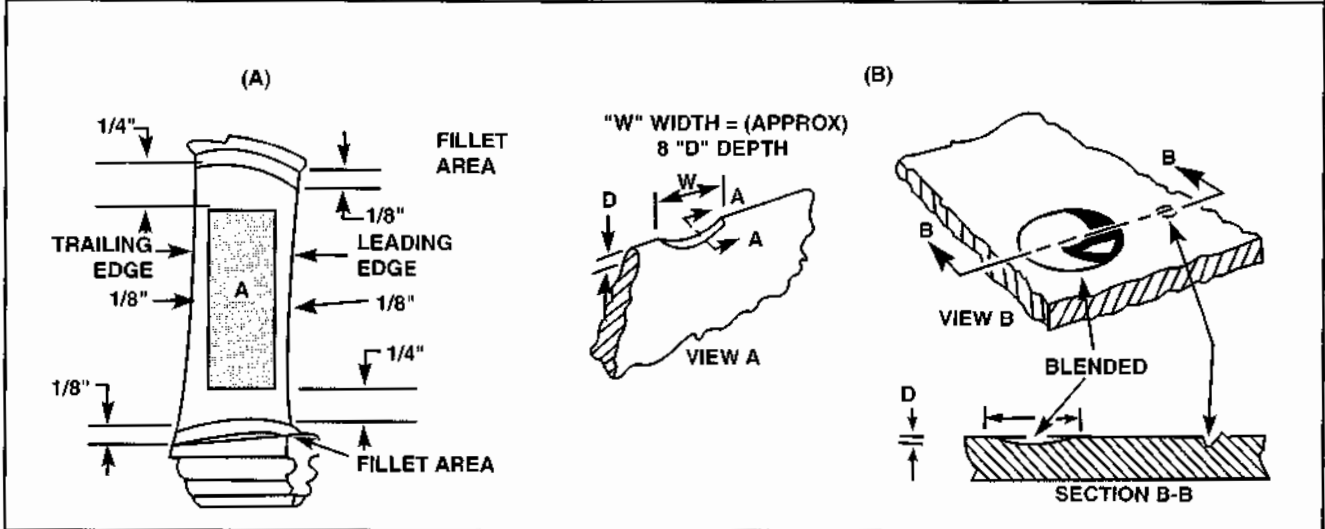 (A)
1/4"
FILLET
AREA
1/8"
TRAILING
EDGE
LEADING
EDGE
1/8"
A
1/8"
1/4"
1/8"
FILLET AREA
(B)
"W" WIDTH = (APPROX)
8 "D" DEPTH
W
D
A
A
VIEW A
B
B
VIEW B
BLENDED
D
SECTION B-B